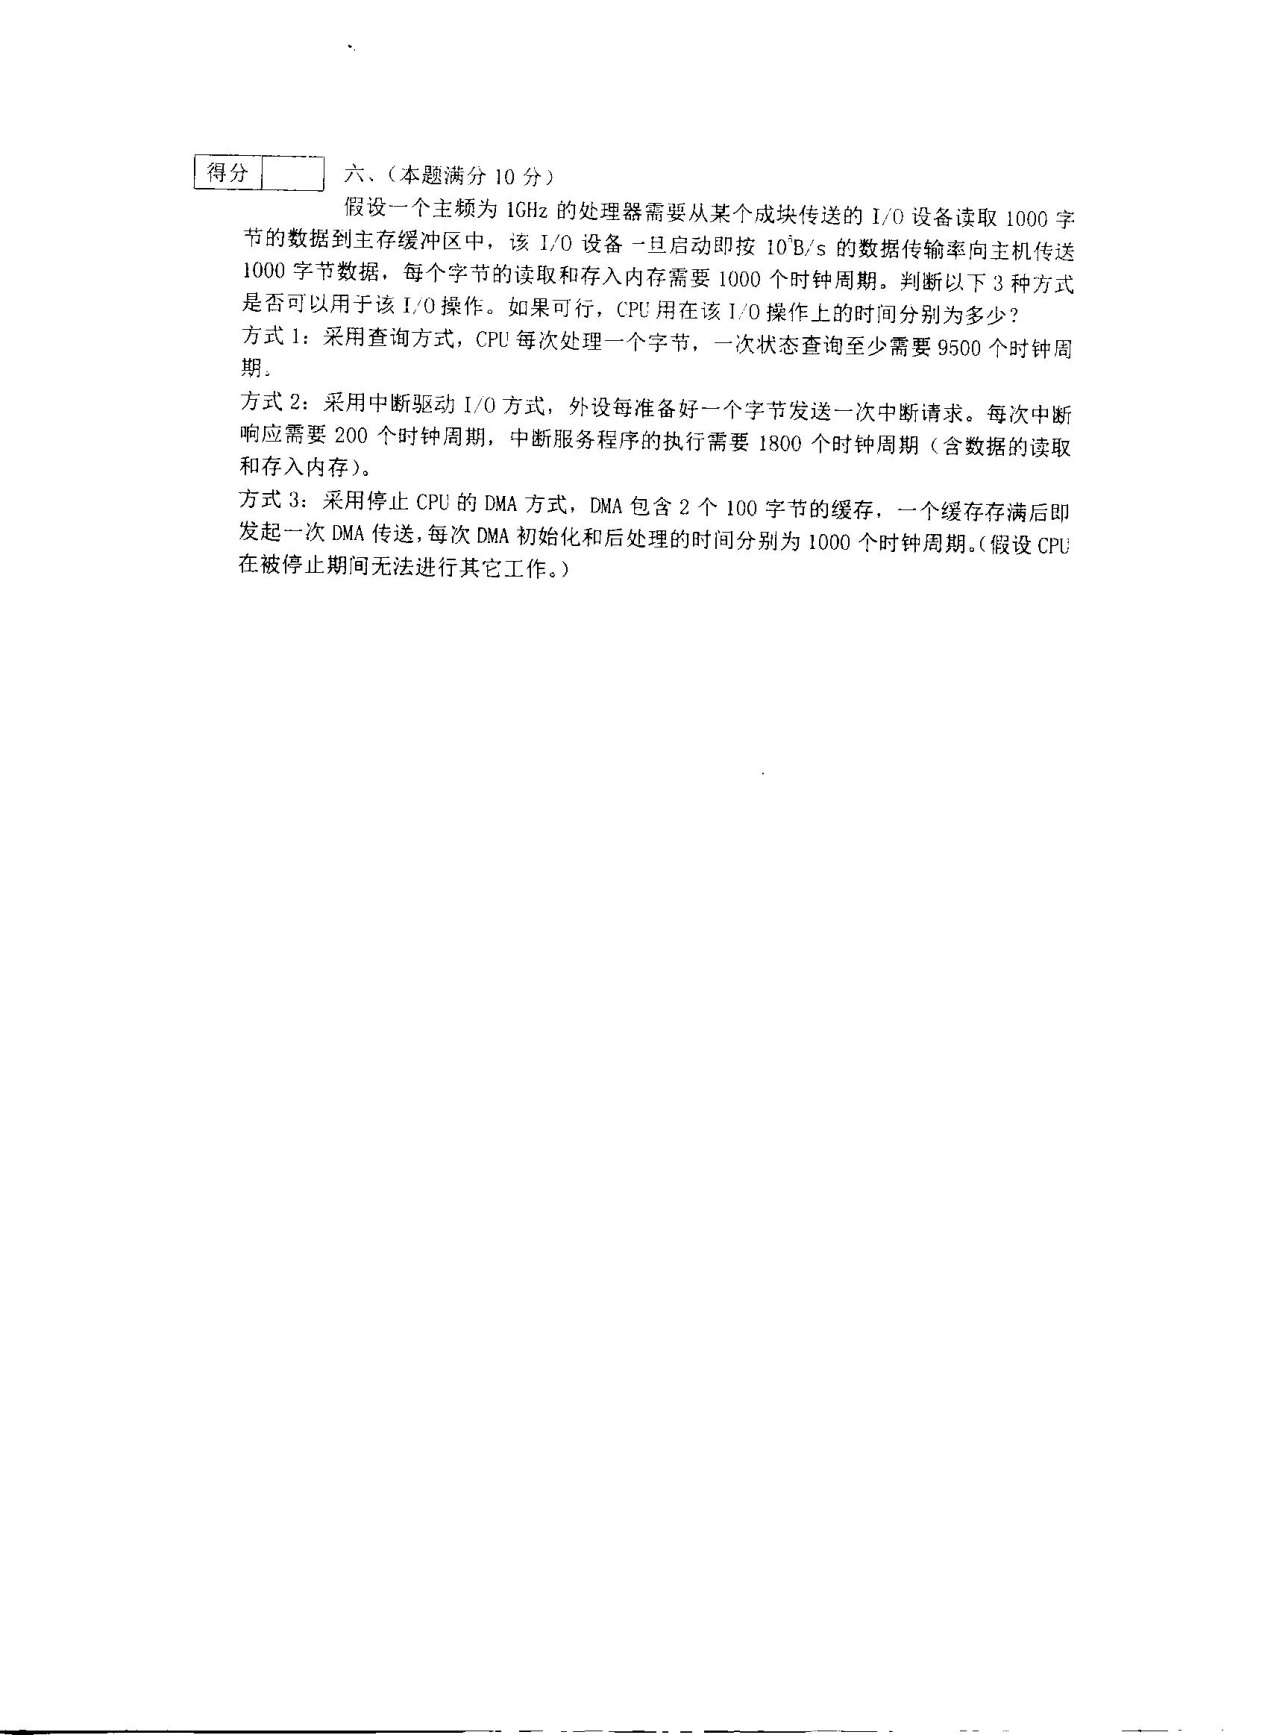 得分
六、（本题满分 10 分）
假设一个主频为 1GHz 的处理器需要从某个成块传送的 I/O 设备读取 1000 字
节的数据到主存缓冲区中，该 I/O 设备一旦启动即按 10⁵B/s 的数据传输率向主机传送
1000 字节数据，每个字节的读取和存入内存需要 1000 个时钟周期。判断以下 3 种方式
是否可以用于该 I/O 操作。如果可行，CPU 用在该 I/O 操作上的时间分别为多少？
方式 1：采用查询方式，CPU 每次处理一个字节，一次状态查询至少需要 9500 个时钟周
期。
方式 2：采用中断驱动 I/O 方式，外设每准备好一个字节发送一次中断请求。每次中断
响应需要 200 个时钟周期，中断服务程序的执行需要 1800 个时钟周期（含数据的读取
和存入内存）。
方式 3：采用停止 CPU 的 DMA 方式，DMA 包含 2 个 100 字节的缓存，一个缓存存满后即
发起一次 DMA 传送，每次 DMA 初始化和后处理的时间分别为 1000 个时钟周期。（假设 CPU
在被停止期间无法进行其它工作。）